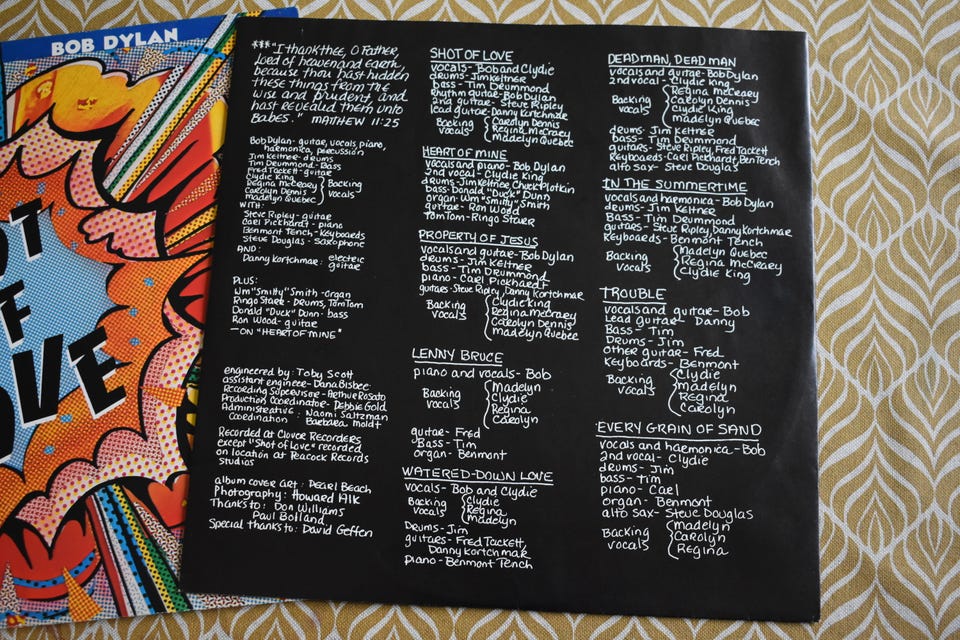 BOB DYLAN
OT
F
OVE
***"I thank thee, O Father,
Lord of heaven and earth,
because thou hast hidden
these things from the
wise and prudent, and
hast revealed them unto
Babes." MATTHEW 11:25
Bob Dylan- guitar, vocals, piano,
harmonica, percussion
Jim Keltner- drums
Tim Drummond- Bass
Fred Tackett- guitar
Clydie King
Regina McCreary
Carolyn Dennis
Madelyn Quebec
Backing
vocals
WITH:
Steve Ripley- guitar
Carl Pickhardt- piano
Benmont Tench- Keyboards
Steve Douglas- saxophone
AND:
Danny Kortchmar: electric
guitar
PLUS:
Wm "Smitty" Smith- organ
Ringo Starr- Drums, TomTom
Donald "Duck" Dunn- bass
Ron Wood- guitar
—ON "HEART OF MINE"
engineered by: Toby Scott
assistant engineer- Dana Bisbee
Recording Supervisor- Arthur Rosato
Production Coordinator- Debbie Gold
Administrative : Naomi Saltzman
Coordination Barbara Moldt
Recorded at Clover Recorders
except "Shot of Love" recorded
on location at Peacock Records
studios
album cover art: Pearl Beach
Photography: Howard Alk
Thanks to: Don Williams
Paul Bolland
Special thanks to: David Geffen
SHOT OF LOVE
vocals- Bob and Clydie
drums- Jim Keltner
bass- Tim Drummond
rhythm guitar- Bob Dylan
2nd guitar- Steve Ripley
lead guitar- Danny Kortchmar
Backing
vocals
Carolyn Dennis
Regina McCreary
Madelyn Quebec
HEART OF MINE
vocals and piano- Bob Dylan
2nd vocal- Clydie King
drums- Jim Keltner, Chuck Plotkin
bass- Donald "Duck" Dunn
organ- Wm "Smitty" Smith
guitar- Ron Wood
TomTom- Ringo Starr
PROPERTY OF JESUS
vocals and guitar- Bob Dylan
drums- Jim Keltner
bass- Tim Drummond
piano- Carl Pickhardt
guitars- Steve Ripley, Danny Kortchmar
Backing
vocals
Clydie King
Regina McCreary
Carolyn Dennis
Madelyn Quebec
LENNY BRUCE
piano and vocals- Bob
Backing
vocals
Madelyn
Clydie
Regina
Carolyn
guitar- Fred
Bass- Tim
organ- Benmont
WATERED-DOWN LOVE
vocals- Bob and Clydie
Backing
vocals
Clydie
Regina
Madelyn
Drums- Jim
guitars- Fred Tackett,
Danny Kortchmar
piano- Benmont Tench
DEAD MAN, DEAD MAN
vocals and guitar- Bob Dylan
2nd vocal- Clydie King
Backing
vocals
Regina McCreary
Carolyn Dennis
Clydie King
Madelyn Quebec
drums- Jim Keltner
bass- Tim Drummond
guitars- Steve Ripley, Fred Tackett
Keyboards- Carl Pickhardt, Ben Tench
alto sax- Steve Douglas
IN THE SUMMERTIME
vocals and harmonica- Bob Dylan
drums- Jim Keltner
Bass- Tim Drummond
guitars- Steve Ripley, Danny Kortchmar
Keyboards- Benmont Tench
Backing
vocals
Madelyn Quebec
Regina McCreary
Clydie King
TROUBLE
vocals and guitar- Bob
Lead guitar- Danny
Bass- Tim
Drums- Jim
other guitar- Fred
Keyboards- Benmont
Backing
vocals
Clydie
Madelyn
Regina
Carolyn
EVERY GRAIN OF SAND
vocals and harmonica- Bob
2nd vocal- Clydie
drums- Jim
bass- Tim
piano- Carl
organ- Benmont
alto sax- Steve Douglas
Backing
vocals
Madelyn
Carolyn
Regina